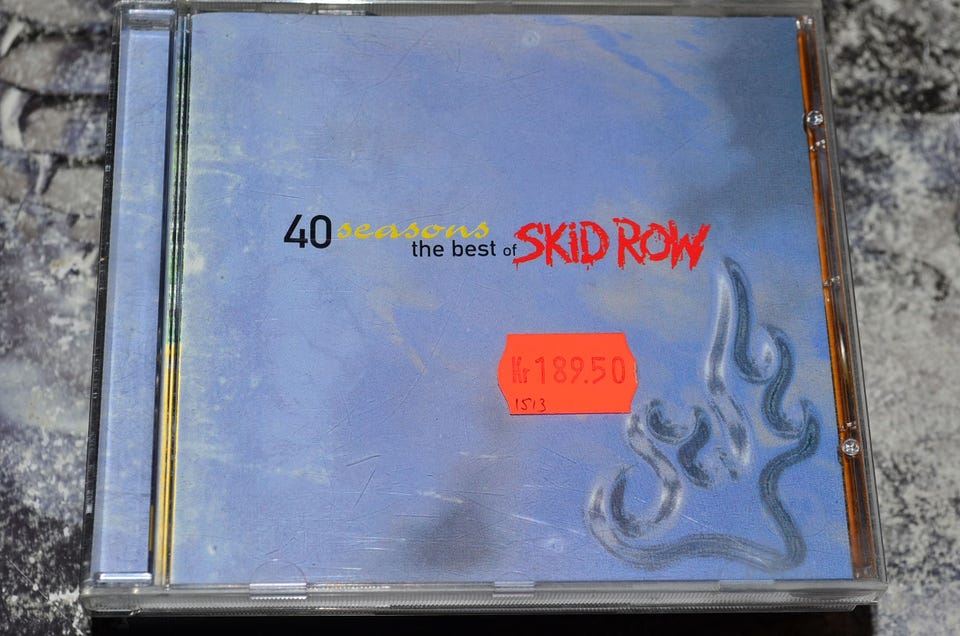 40 seasons
the best of SKID ROW
Kr 189.50
1513